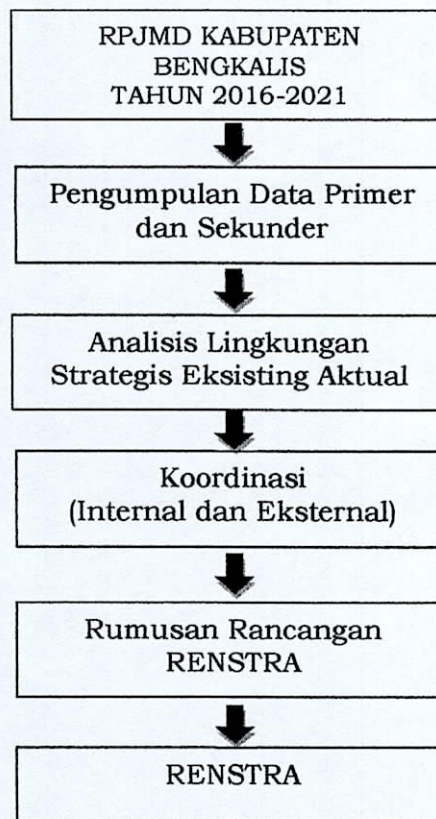 RPJMD KABUPATEN
BENGKALIS
TAHUN 2016-2021
Pengumpulan Data Primer
dan Sekunder
Analisis Lingkungan
Strategis Eksisting Aktual
Koordinasi
(Internal dan Eksternal)
Rumusan Rancangan
RENSTRA
RENSTRA